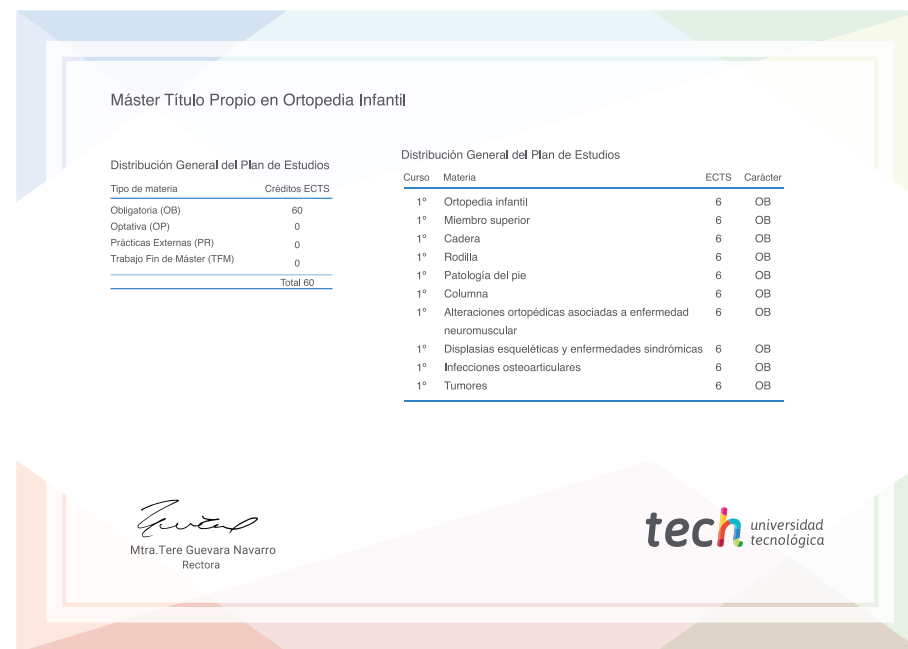 Máster Título Propio en Ortopedia Infantil
Distribución General del Plan de Estudios
Tipo de materia Créditos ECTS
Obligatoria (OB) 60
Optativa (OP) 0
Prácticas Externas (PR) 0
Trabajo Fin de Máster (TFM) 0
Total 60
Distribución General del Plan de Estudios
Curso Materia ECTS Carácter
1º Ortopedia infantil 6 OB
1º Miembro superior 6 OB
1º Cadera 6 OB
1º Rodilla 6 OB
1º Patología del pie 6 OB
1º Columna 6 OB
1º Alteraciones ortopédicas asociadas a enfermedad 6 OB
neuromuscular
1º Displasias esqueléticas y enfermedades sindrómicas 6 OB
1º Infecciones osteoarticulares 6 OB
1º Tumores 6 OB
Mtra.Tere Guevara Navarro
Rectora
tech universidad
tecnológica